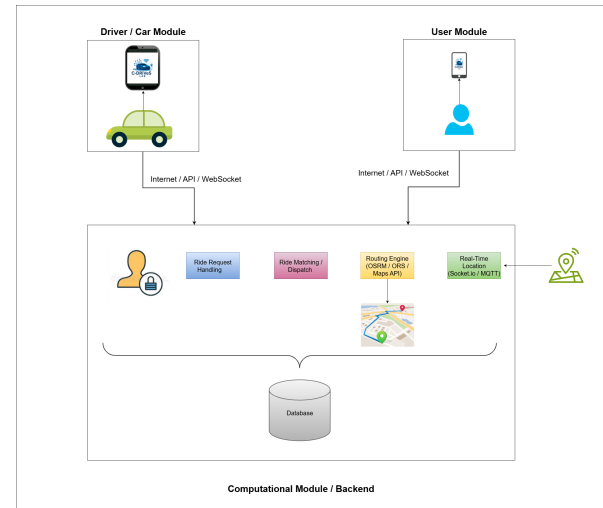 Driver / Car Module
User Module
C-DRiVeS
Internet / API / WebSocket
Internet / API / WebSocket
Ride Request
Handling
Ride Matching /
Dispatch
Routing Engine
(OSRM / ORS /
Maps API)
Real-Time
Location
(Socket.io / MQTT)
Database
Computational Module / Backend